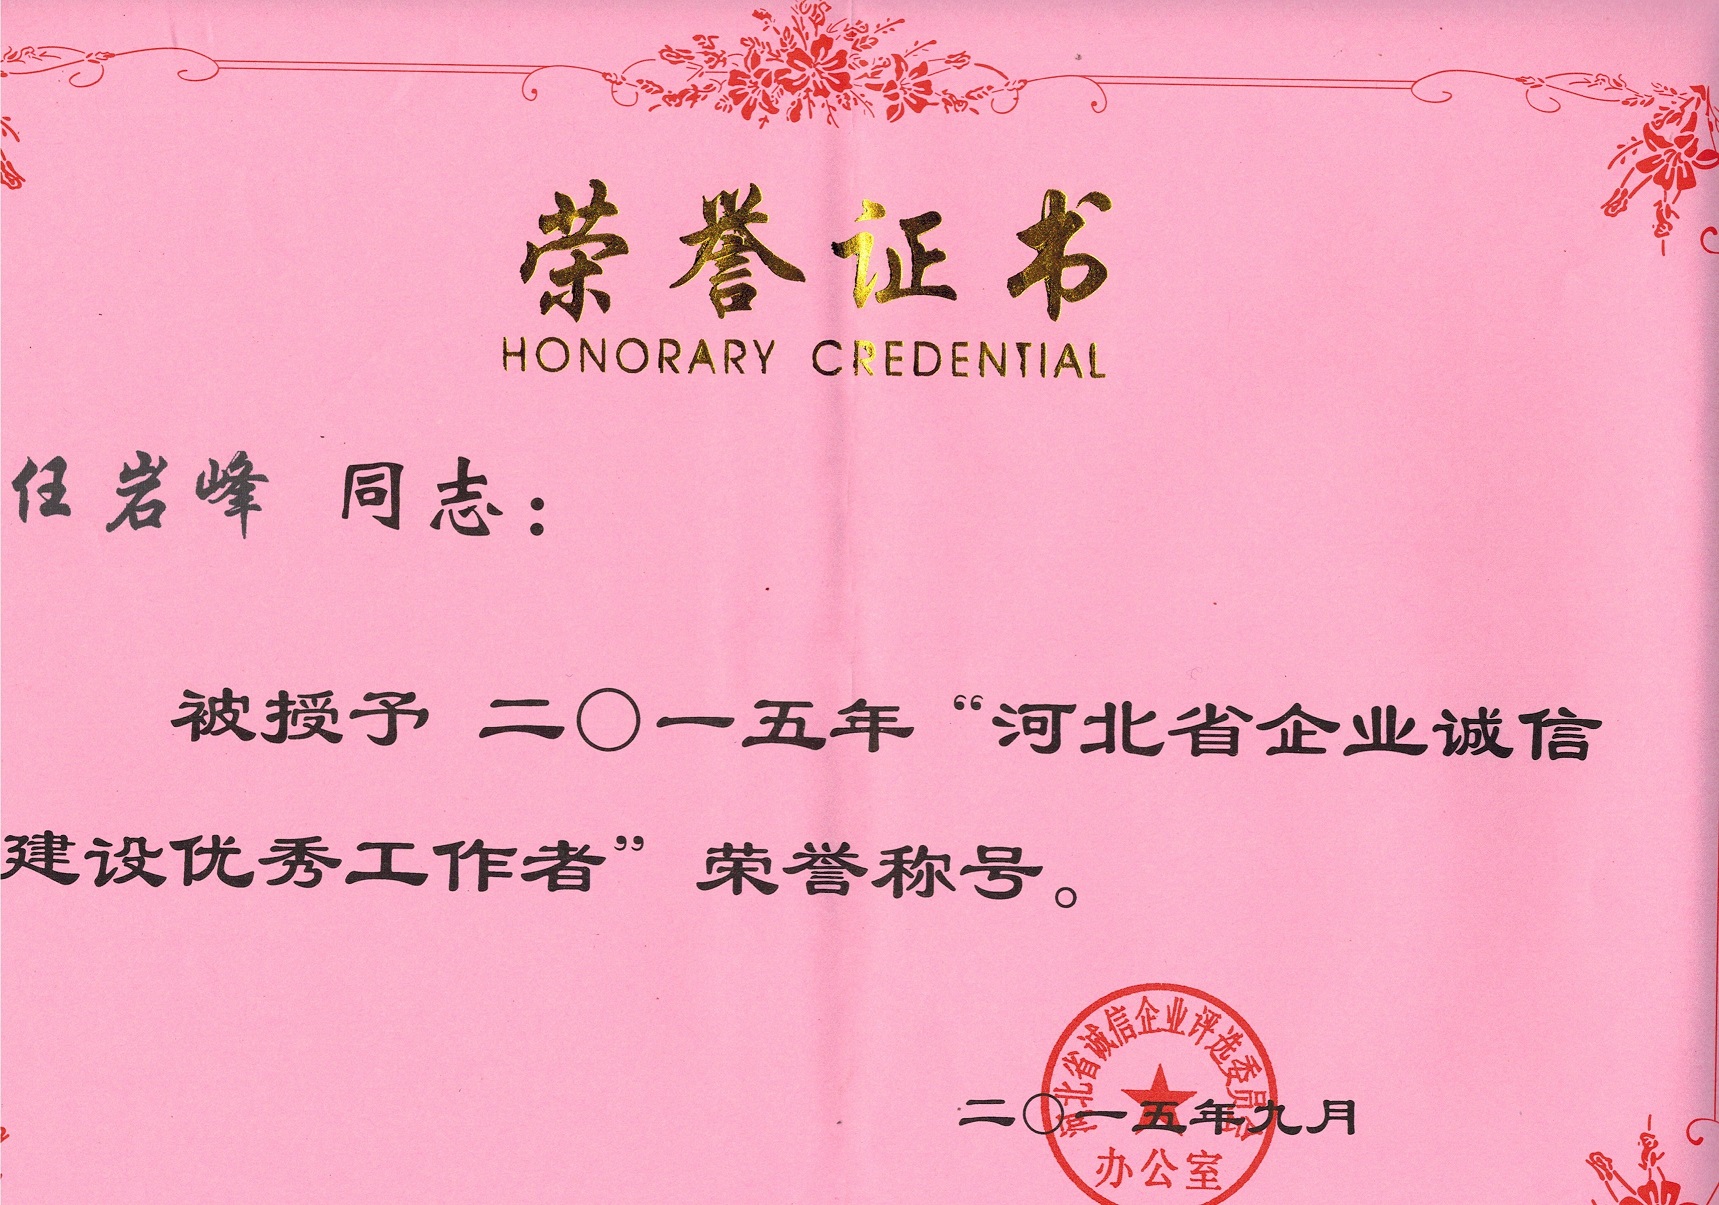 荣誉证书
HONORARY CREDENTIAL
任岩峰 同志：
被授予 二〇一五年 “河北省企业诚信
建设优秀工作者” 荣誉称号。
河北省诚信企业评选委员会
二〇一五年九月
办公室